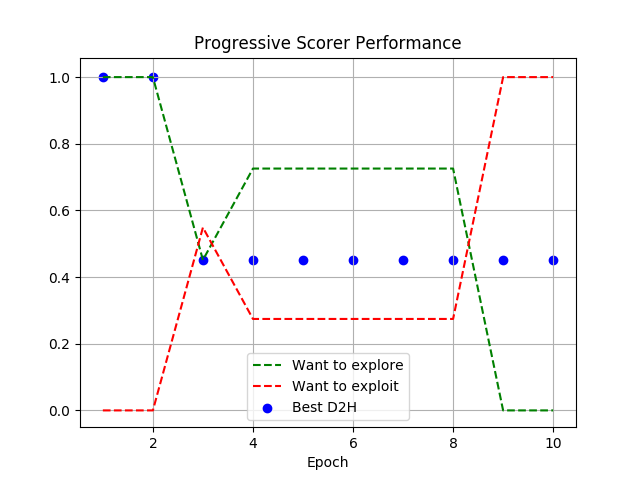 Progressive Scorer Performance
1.0
0.8
0.6
0.4
0.2
0.0
Want to explore
Want to exploit
Best D2H
2 4 6 8 10
Epoch